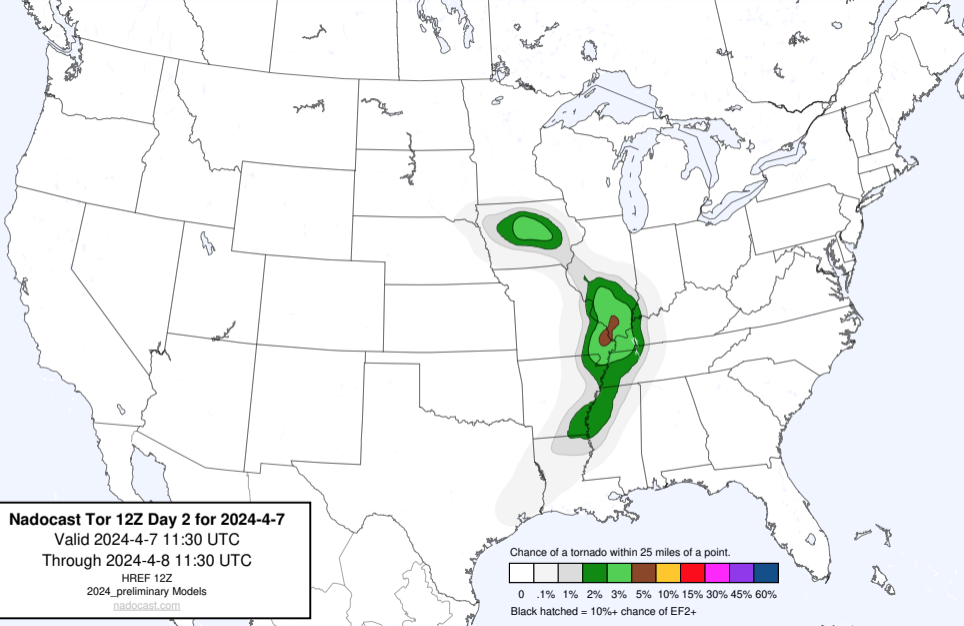 Nadocast Tor 12Z Day 2 for 2024-4-7
Valid 2024-4-7 11:30 UTC
Through 2024-4-8 11:30 UTC
HREF 12Z
2024_preliminary Models
nadocast.com
Chance of a tornado within 25 miles of a point.
0 .1% 1% 2% 3% 5% 10% 15% 30% 45% 60%
Black hatched = 10%+ chance of EF2+